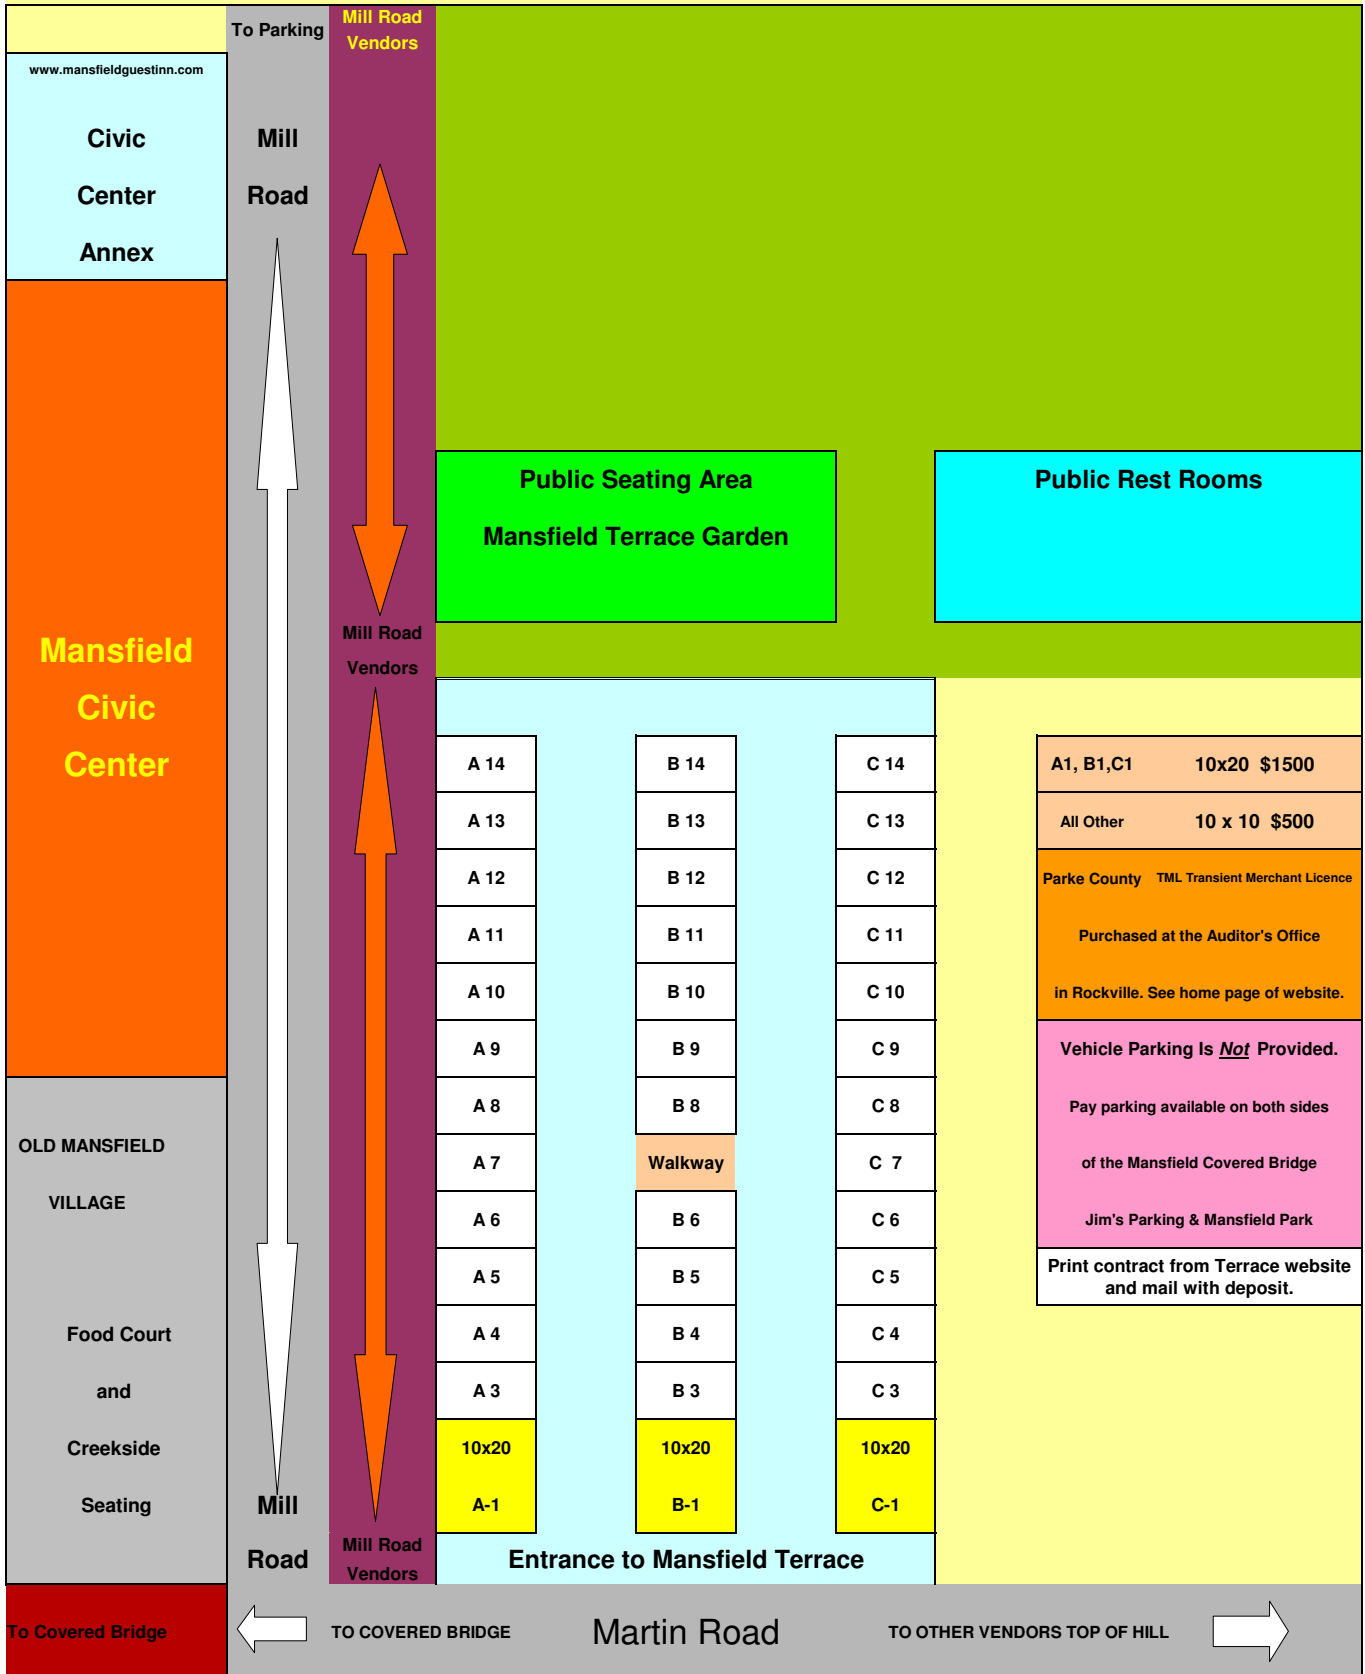 To Parking
Mill Road
Vendors
www.mansfieldguestinn.com
Civic
Center
Annex
Mill
Road
Public Seating Area
Mansfield Terrace Garden
Public Rest Rooms
Mansfield
Civic
Center
Mill Road
Vendors
A 14 B 14 C 14
A 13 B 13 C 13
A 12 B 12 C 12
A 11 B 11 C 11
A 10 B 10 C 10
A 9 B 9 C 9
A 8 B 8 C 8
A 7 Walkway C 7
A 6 B 6 C 6
A 5 B 5 C 5
A 4 B 4 C 4
A 3 B 3 C 3
10x20 10x20 10x20
A-1 B-1 C-1
A1, B1,C1 10x20 $1500
All Other 10 x 10 $500
Parke County TML Transient Merchant Licence
Purchased at the Auditor's Office
in Rockville. See home page of website.
Vehicle Parking Is Not Provided.
Pay parking available on both sides
of the Mansfield Covered Bridge
Jim's Parking & Mansfield Park
Print contract from Terrace website
and mail with deposit.
OLD MANSFIELD
VILLAGE
Food Court
and
Creekside
Seating
Mill
Road
Mill Road
Vendors
Entrance to Mansfield Terrace
To Covered Bridge
TO COVERED BRIDGE
Martin Road
TO OTHER VENDORS TOP OF HILL